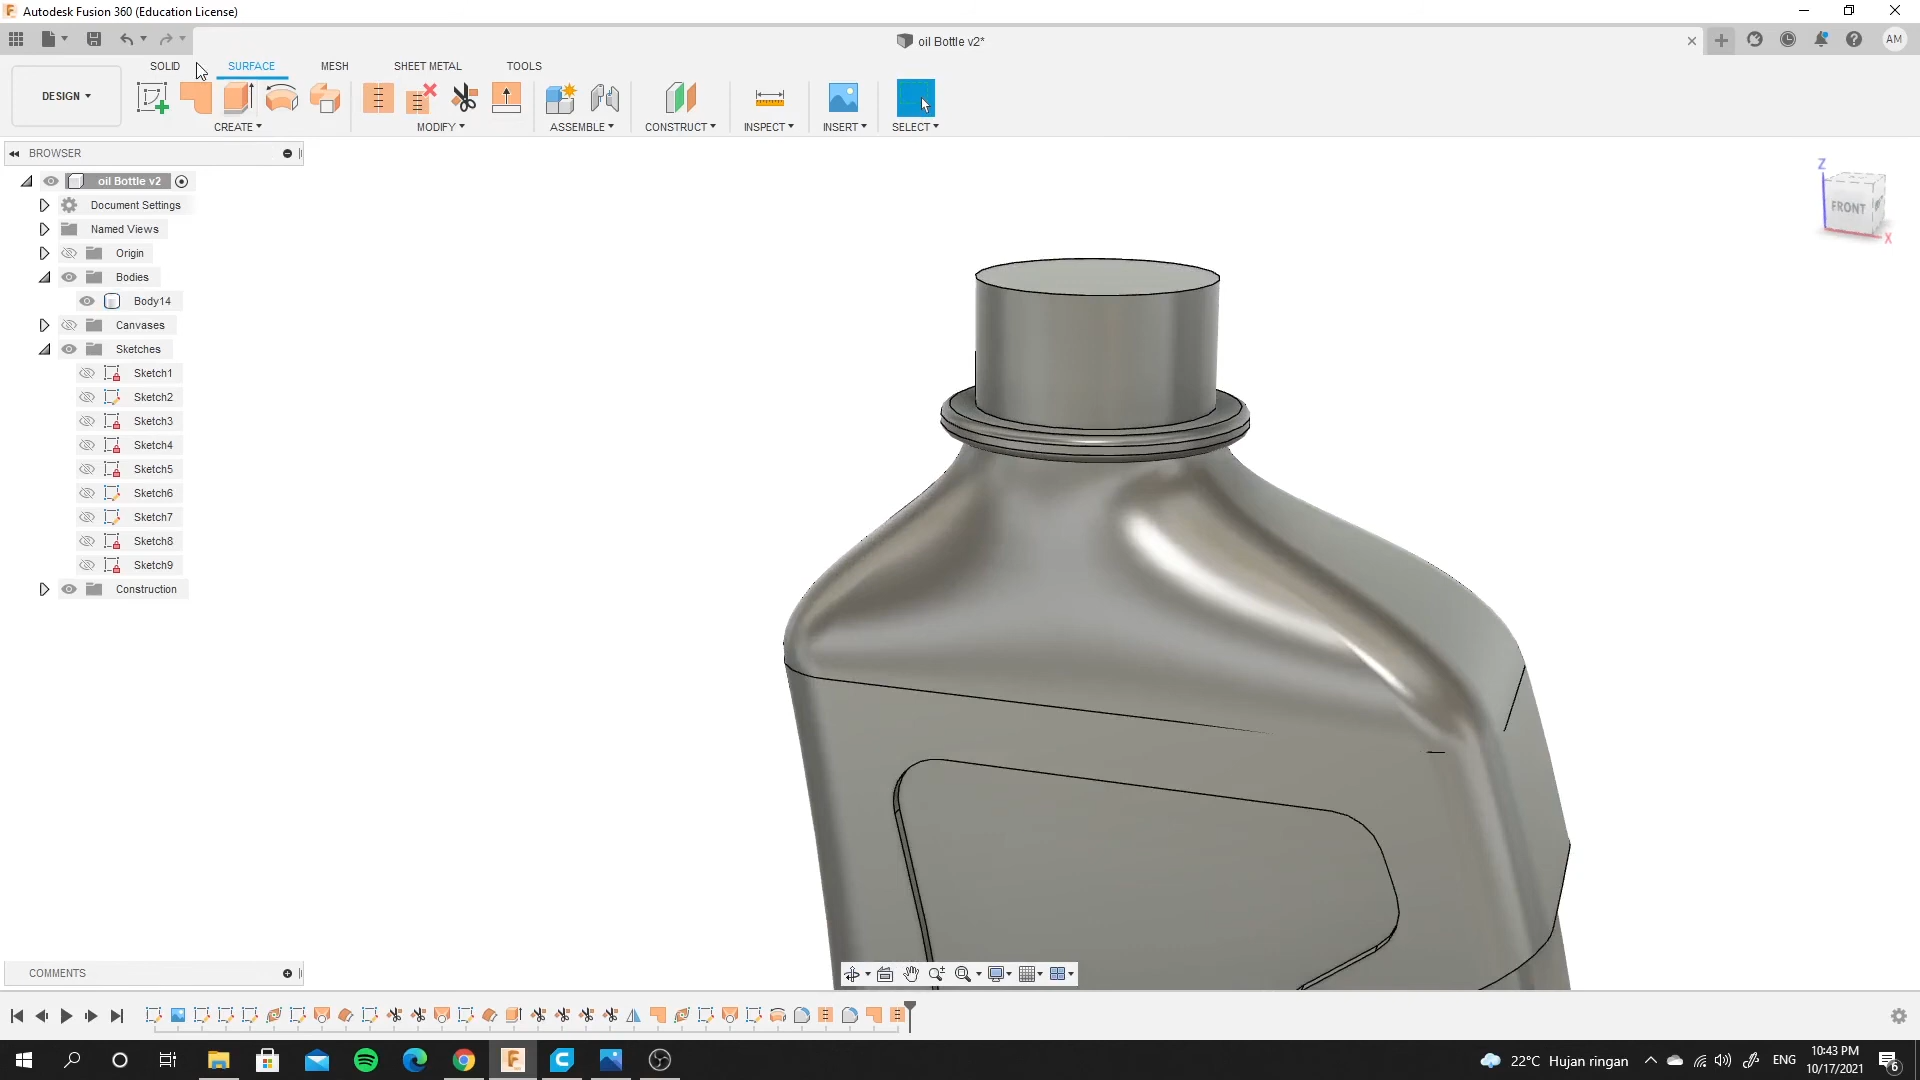 Autodesk Fusion 360 (Education License)
oil Bottle v2*
AM
DESIGN
SOLID
SURFACE
MESH
SHEET METAL
TOOLS
CREATE
MODIFY
ASSEMBLE
CONSTRUCT
INSPECT
INSERT
SELECT
BROWSER
oil Bottle v2
Document Settings
Named Views
Origin
Bodies
Body14
Canvases
Sketches
Sketch1
Sketch2
Sketch3
Sketch4
Sketch5
Sketch6
Sketch7
Sketch8
Sketch9
Construction
Z
FRONT
X
COMMENTS
22°C Hujan ringan
ENG
10:43 PM
10/17/2021
6